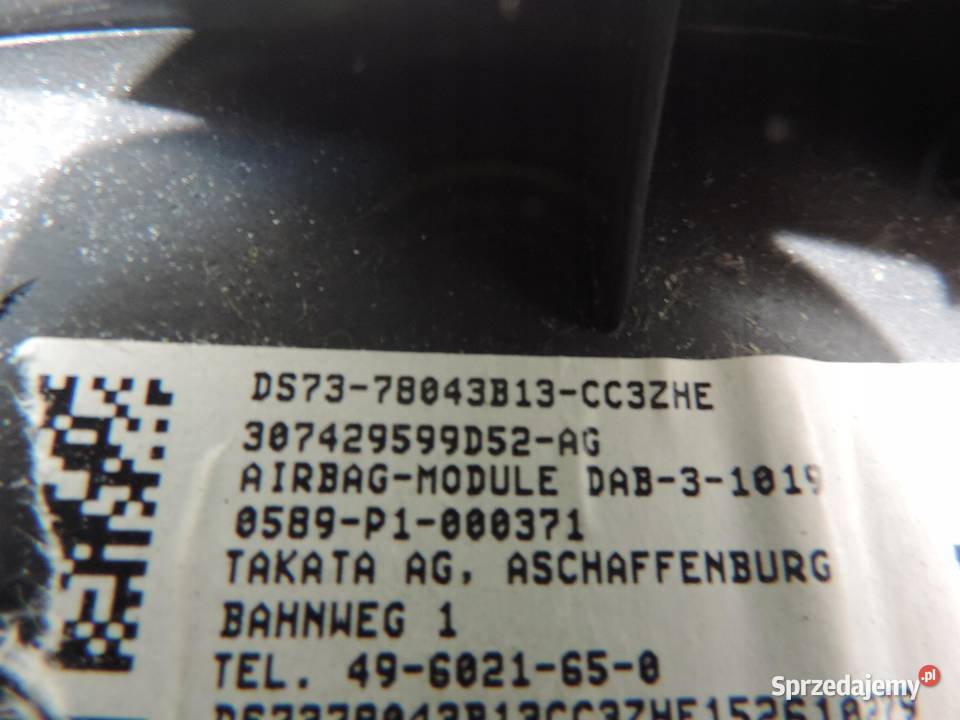 DS73-78043B13-CC3ZHE
307429599D52-AG
AIRBAG-MODULE DAB-3-1019
0589-P1-000371
TAKATA AG, ASCHAFFENBURG
BAHNWEG 1
TEL. 49-6021-65-0
Sprzedajemy.pl